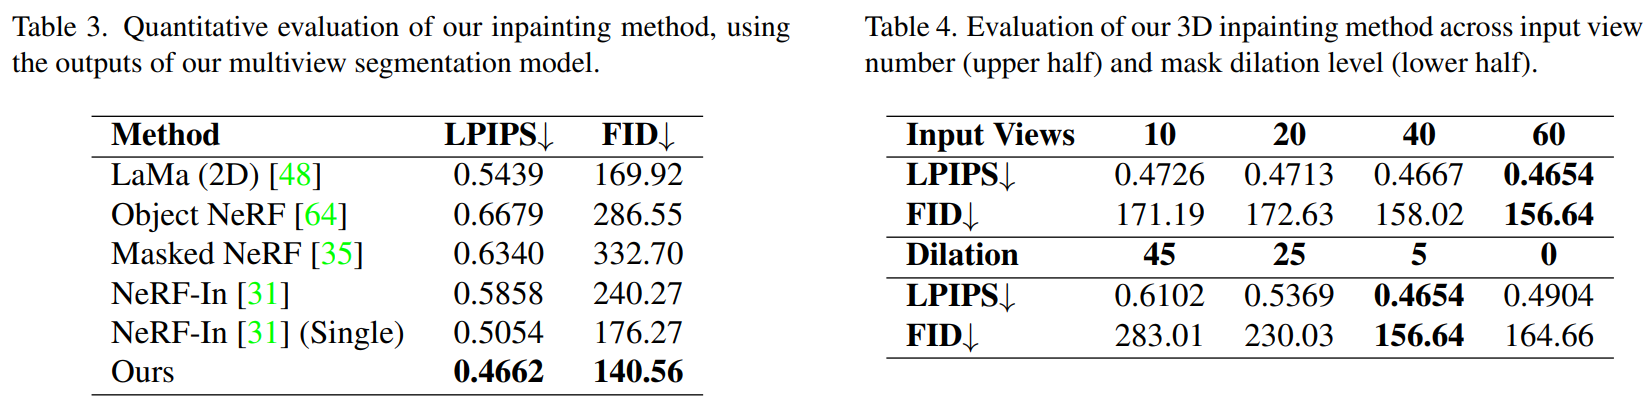 Table 3. Quantitative evaluation of our inpainting method, using
the outputs of our multiview segmentation model.
Method LPIPS↓ FID↓
LaMa (2D) [48] 0.5439 169.92
Object NeRF [64] 0.6679 286.55
Masked NeRF [35] 0.6340 332.70
NeRF-In [31] 0.5858 240.27
NeRF-In [31] (Single) 0.5054 176.27
Ours 0.4662 140.56
Table 4. Evaluation of our 3D inpainting method across input view
number (upper half) and mask dilation level (lower half).
Input Views 10 20 40 60
LPIPS↓ 0.4726 0.4713 0.4667 0.4654
FID↓ 171.19 172.63 158.02 156.64
Dilation 45 25 5 0
LPIPS↓ 0.6102 0.5369 0.4654 0.4904
FID↓ 283.01 230.03 156.64 164.66